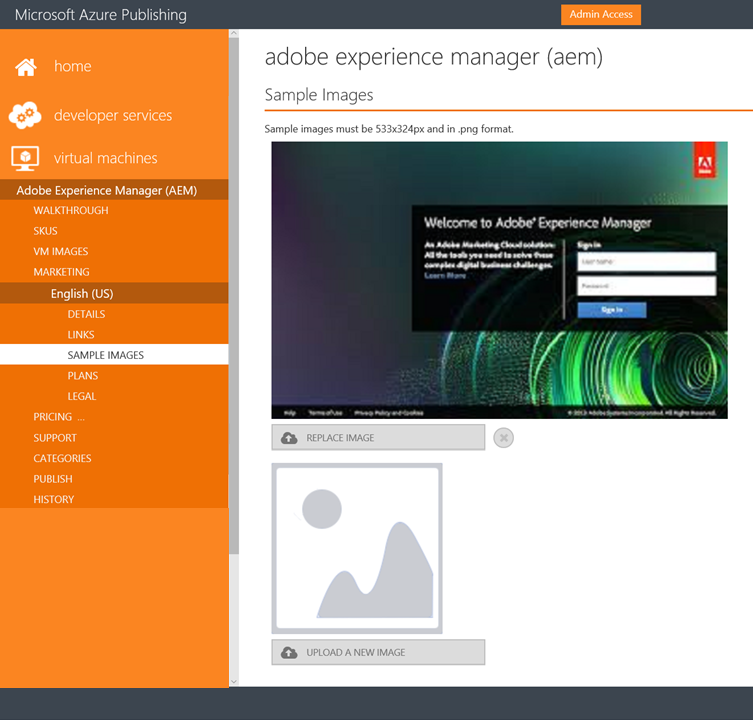 Microsoft Azure Publishing
Admin Access
home
developer services
virtual machines
Adobe Experience Manager (AEM)
WALKTHROUGH
SKUS
VM IMAGES
MARKETING
English (US)
DETAILS
LINKS
SAMPLE IMAGES
PLANS
LEGAL
PRICING ...
SUPPORT
CATEGORIES
PUBLISH
HISTORY
adobe experience manager (aem)
Sample Images
Sample images must be 533x324px and in .png format.
Adobe
Welcome to Adobe® Experience Manager
An Adobe Marketing Cloud solution:
All the tools you need to solve these
complex digital business challenges.
Learn More
Sign in
User name
Password
Sign In
Help Terms of Use Privacy Policy and Cookies
© 2013 Adobe Systems Incorporated. All Rights Reserved.
REPLACE IMAGE
UPLOAD A NEW IMAGE